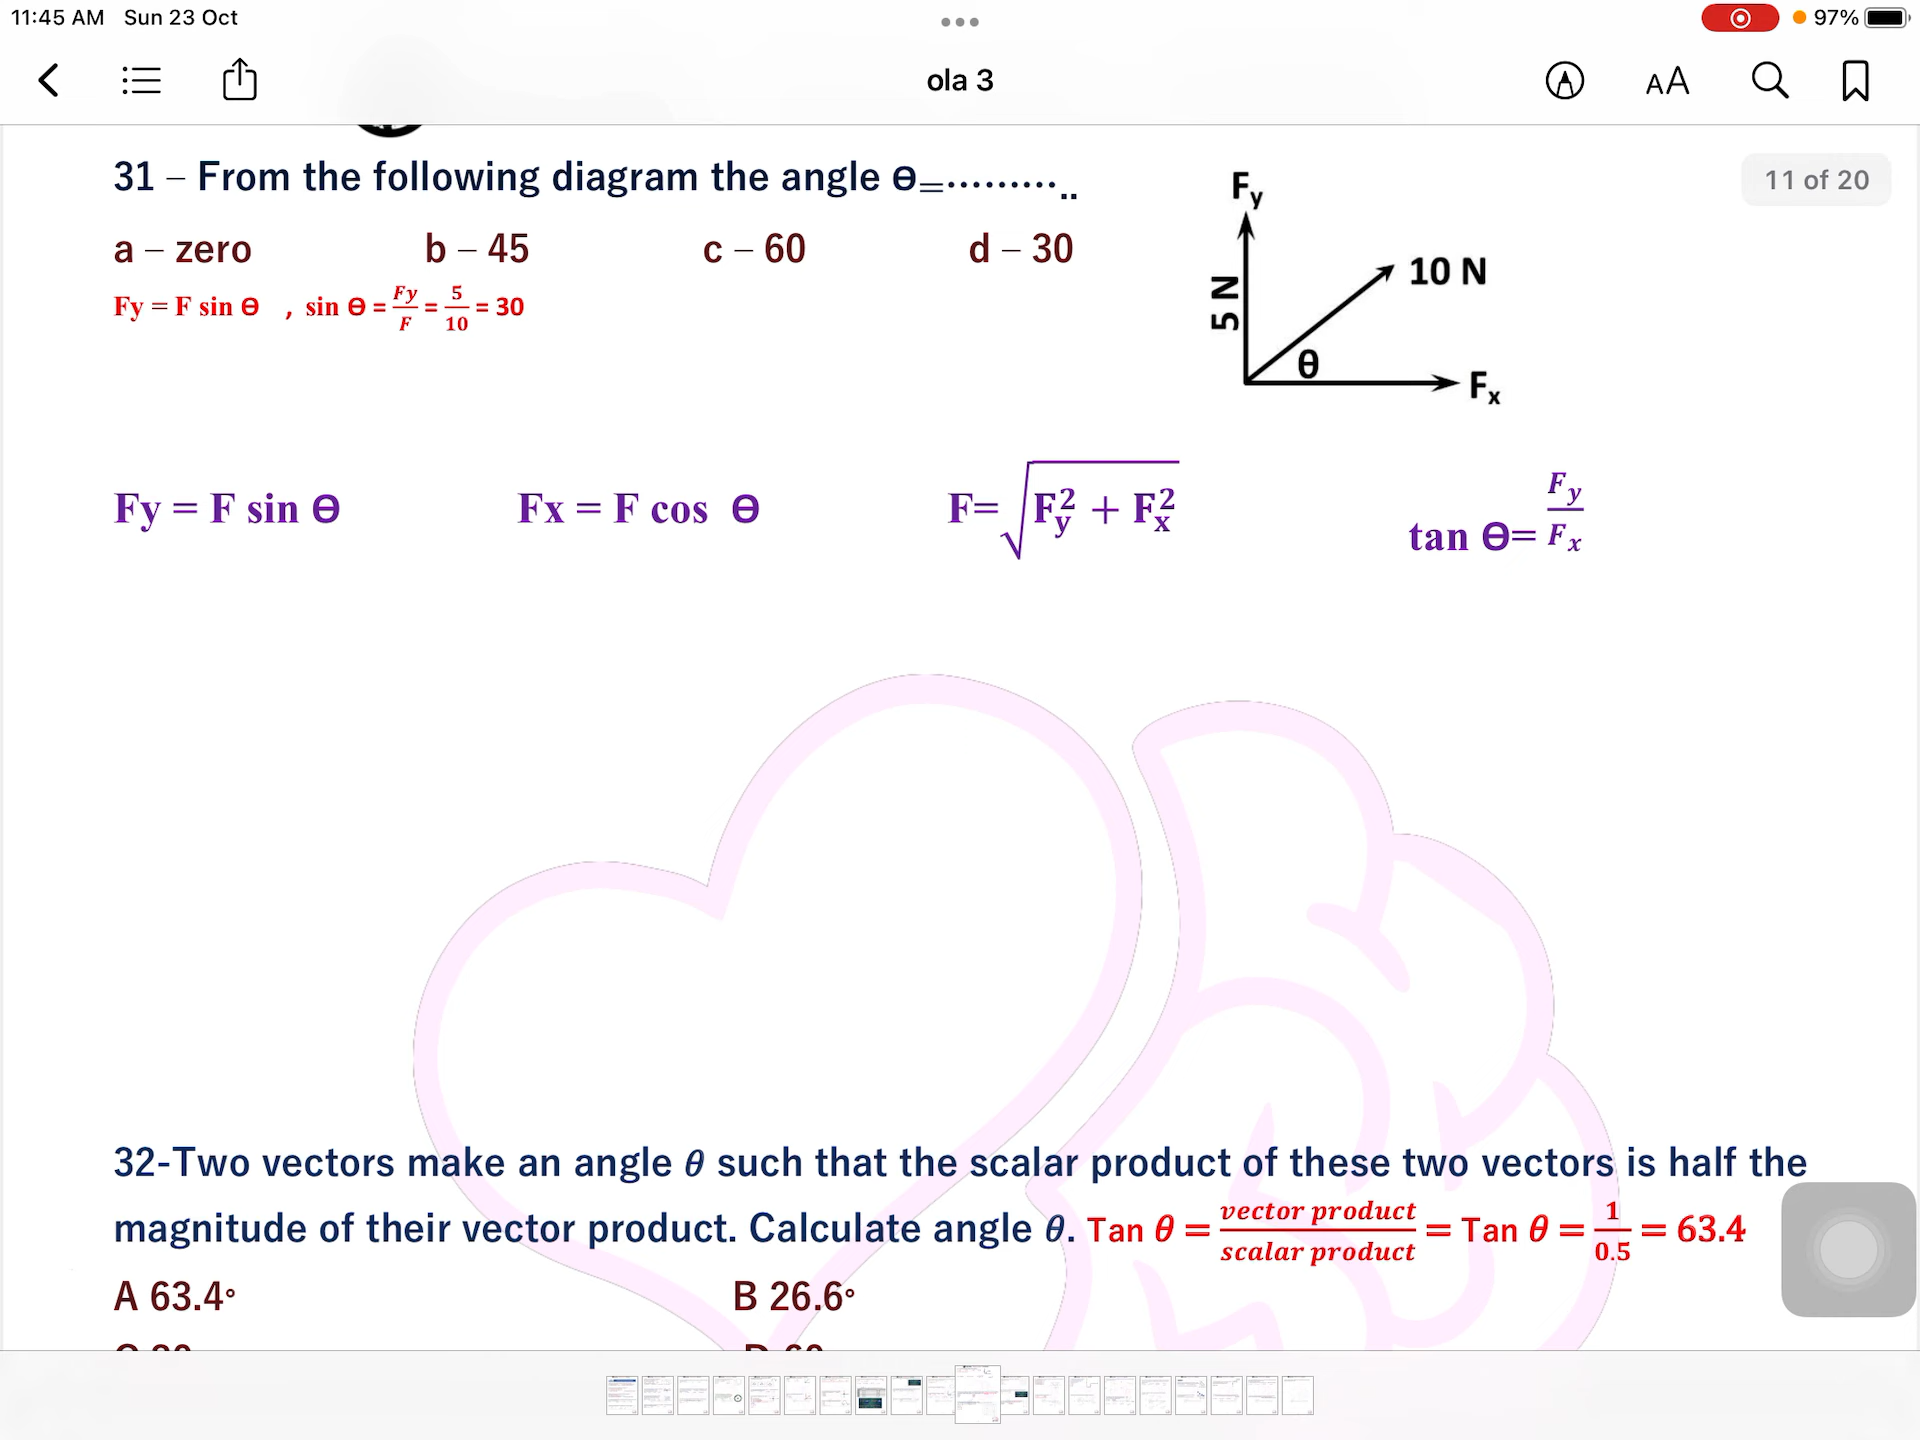 11:45 AM Sun 23 Oct
97%
ola 3
11 of 20
31 – From the following diagram the angle Ɵ=………..
a – zero b – 45 c – 60 d – 30
Fy = F sin Ɵ , sin Ɵ = Fy/F = 5/10 = 30
Fy
5 N
10 N
θ
Fx
Fy = F sin Ɵ Fx = F cos Ɵ F= √(Fy² + Fx²) tan Ɵ= Fy/Fx
32-Two vectors make an angle θ such that the scalar product of these two vectors is half the
magnitude of their vector product. Calculate angle θ. Tan θ = vector product/scalar product = Tan θ = 1/0.5 = 63.4
A 63.4° B 26.6°